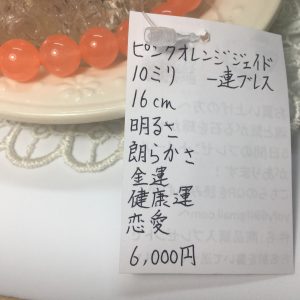 ピンクオレンジジェイド
10ミリ 一連ブレス
16cm
明るさ
朗らかさ
金運
健康運
恋愛
6,000円